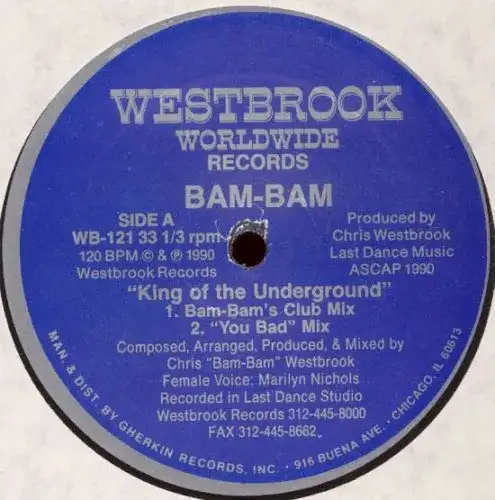 WESTBROOK
WORLDWIDE
RECORDS
BAM-BAM
SIDE A
WB-121 33 1/3 rpm
120 BPM © & ℗ 1990
Westbrook Records
Produced by
Chris Westbrook
Last Dance Music
ASCAP 1990
"King of the Underground"
1. Bam-Bam's Club Mix
2. "You Bad" Mix
Composed, Arranged, Produced, & Mixed by
Chris "Bam-Bam" Westbrook
Female Voice: Marilyn Nichols
Recorded in Last Dance Studio
Westbrook Records 312-445-8000
FAX 312-445-8662
MAN. & DIST. BY GHERKIN RECORDS, INC. • 916 BUENA AVE. • CHICAGO, IL 60613